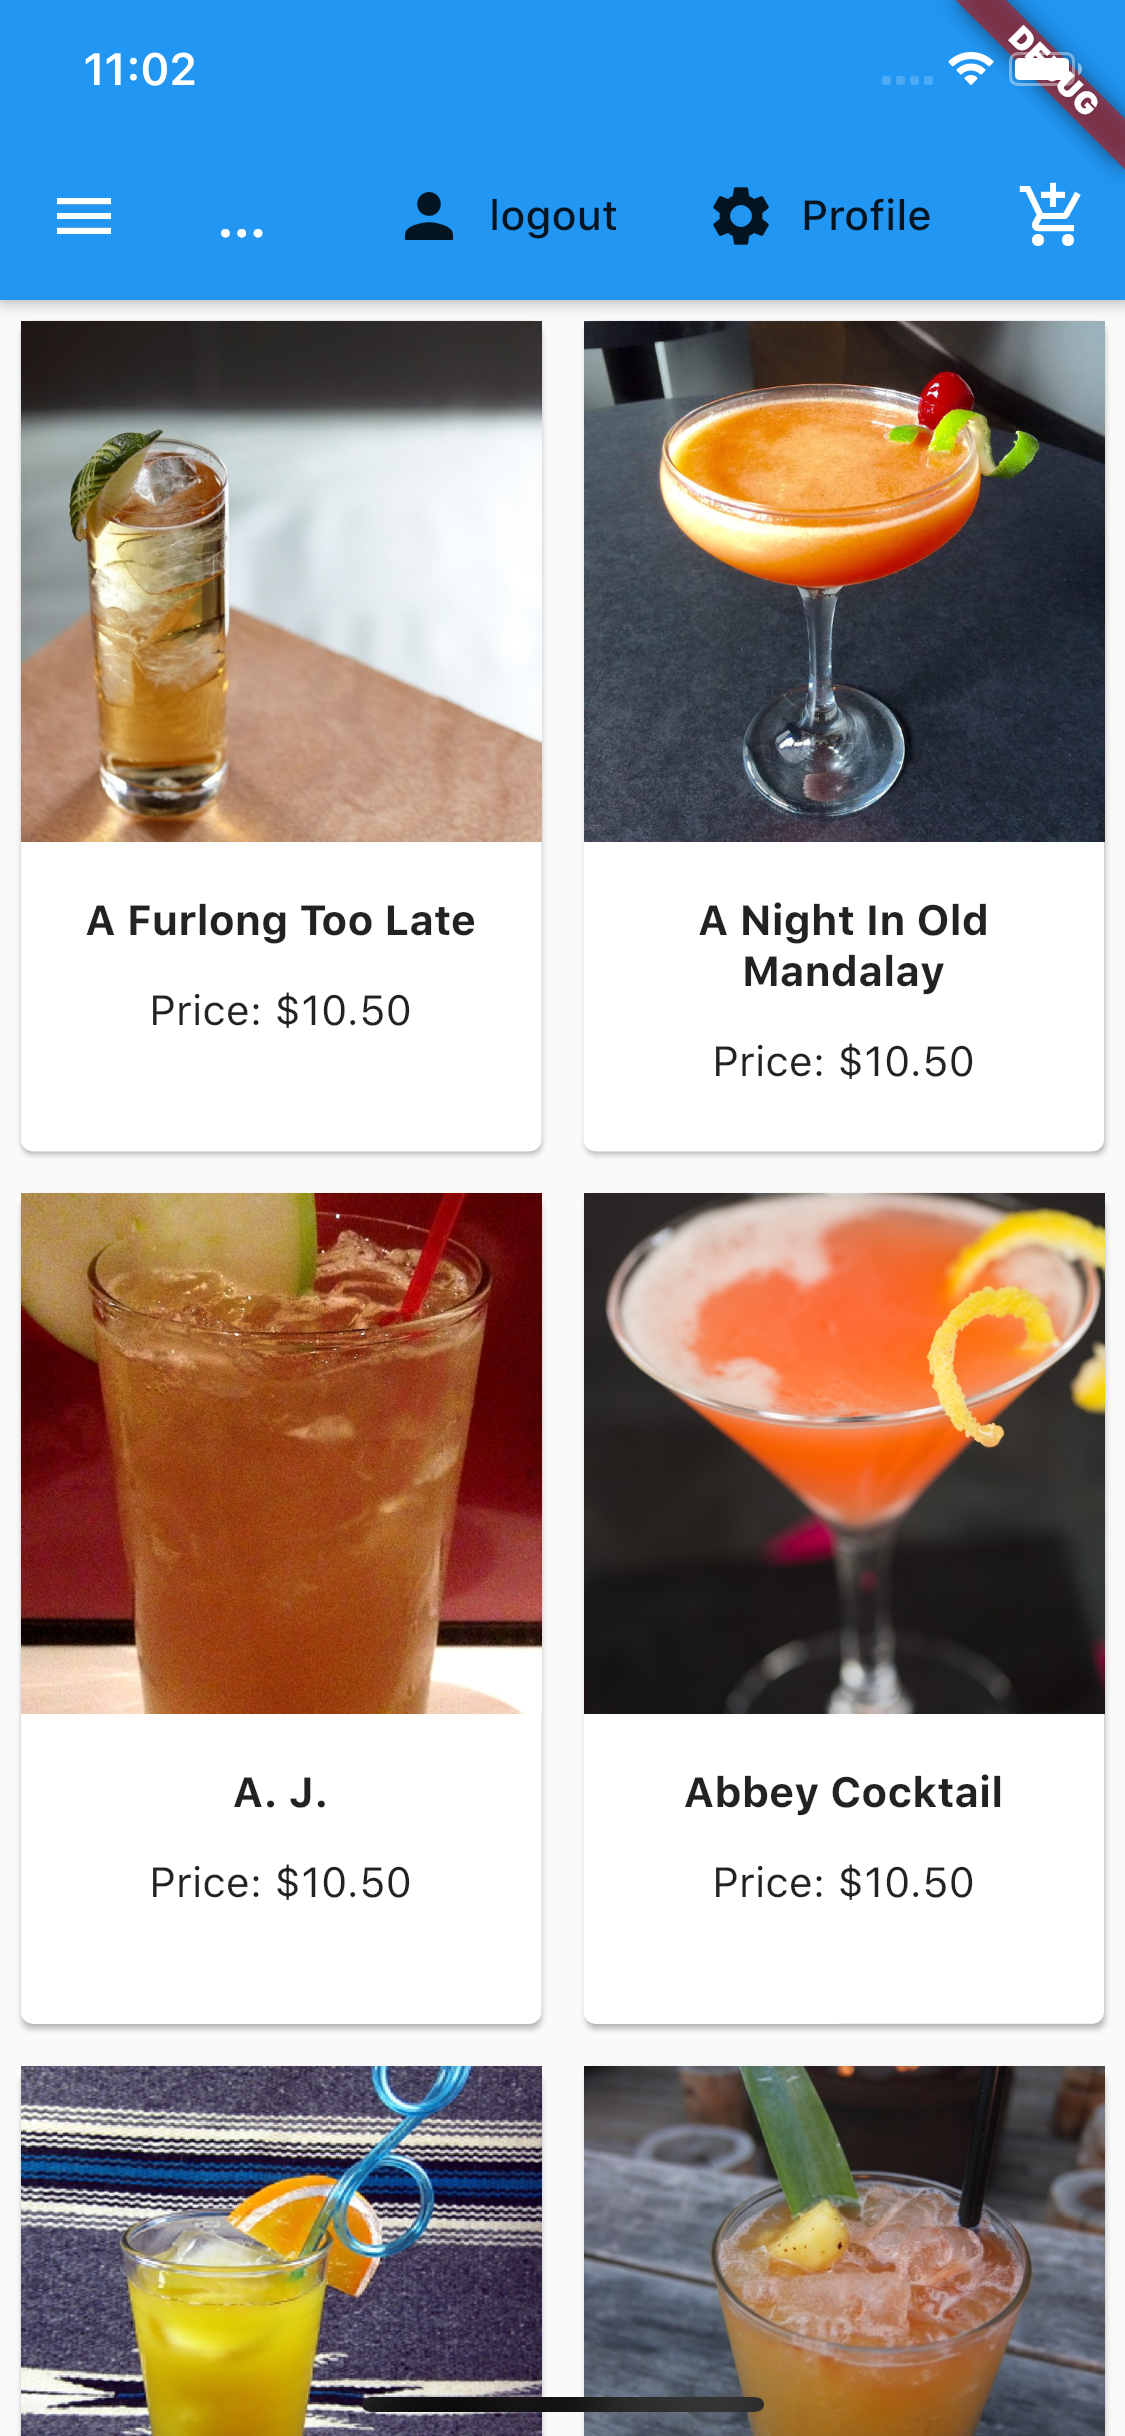 11:02
DEBUG
...
logout
Profile
A Furlong Too Late
Price: $10.50
A Night In Old
Mandalay
Price: $10.50
A. J.
Price: $10.50
Abbey Cocktail
Price: $10.50